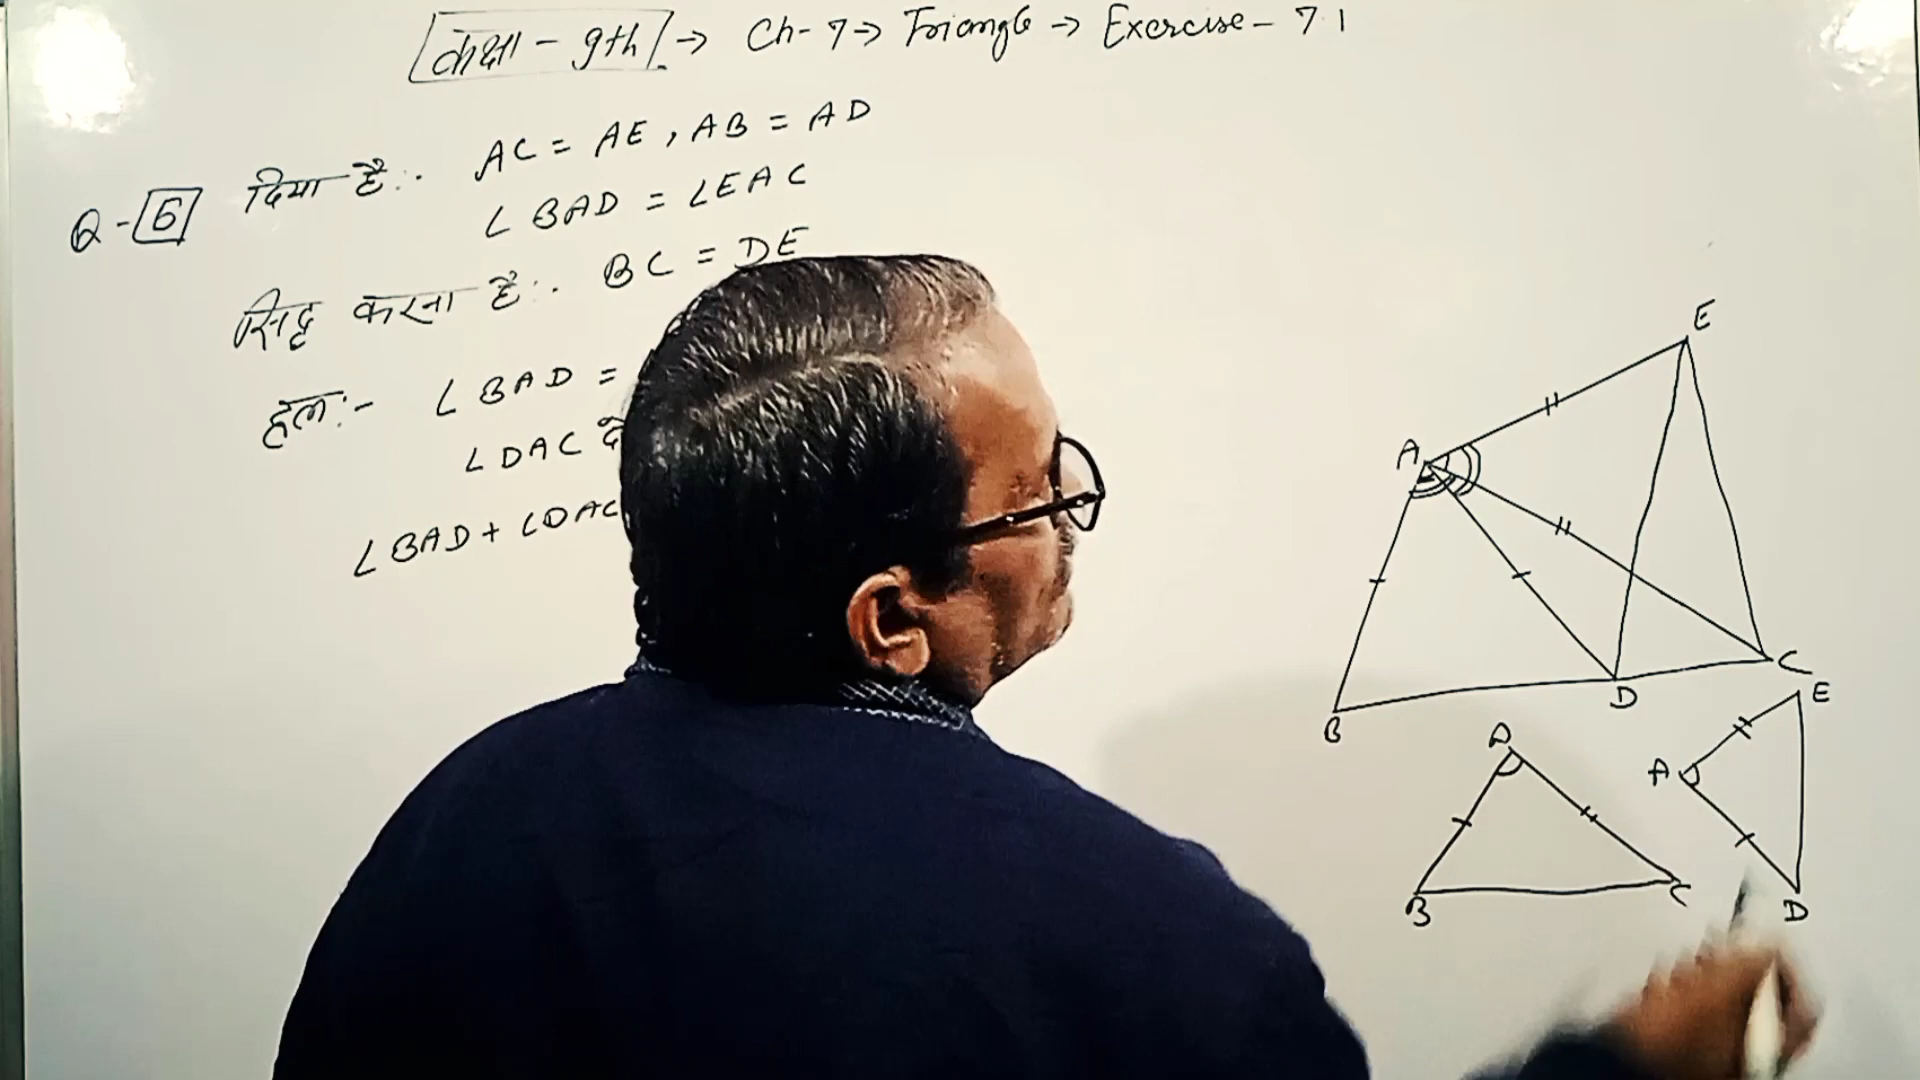 कक्षा - 9th → Ch- 7 → Triangle → Exercise - 7.1
Q - 6 दिया है:- AC = AE, AB = AD
∠BAD = ∠EAC
सिद्ध करना है:- BC = DE
हल:- ∠BAD =
∠DAC
∠BAD + ∠DAC
E
A
B
D
C
A
B
C
E
A
D